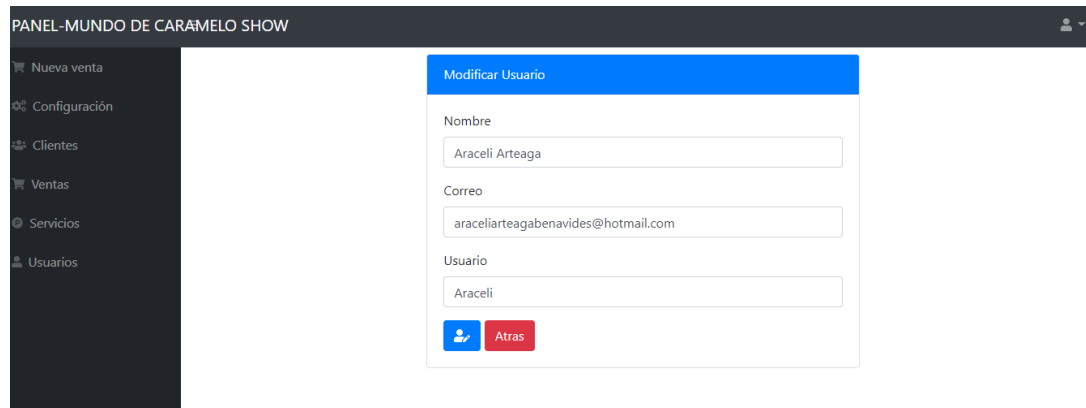 PANEL-MUNDO DE CARAMELO SHOW
Nueva venta
Configuración
Clientes
Ventas
Servicios
Usuarios
Modificar Usuario
Nombre
Araceli Arteaga
Correo
araceliarteagabenavides@hotmail.com
Usuario
Araceli
Atras